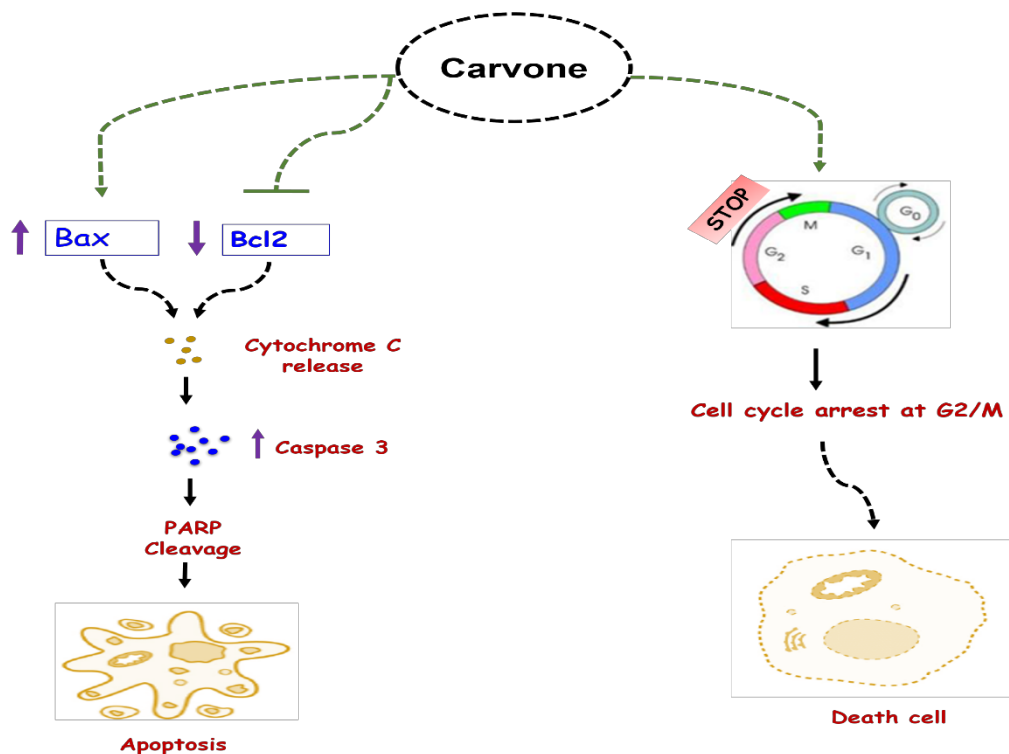 Carvone
Bax
Bcl2
Cytochrome C
release
Caspase 3
PARP
Cleavage
Apoptosis
STOP
G0
M
G2
G1
S
Cell cycle arrest at G2/M
Death cell